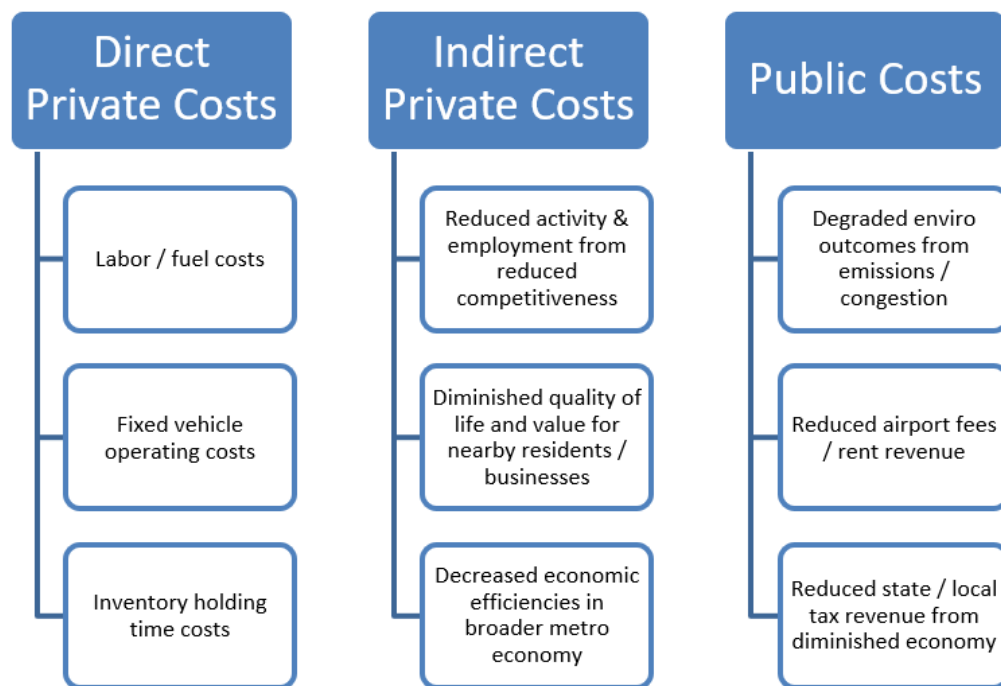 Direct
Private Costs
Labor / fuel costs
Fixed vehicle
operating costs
Inventory holding
time costs
Indirect
Private Costs
Reduced activity &
employment from
reduced
competitiveness
Diminished quality of
life and value for
nearby residents /
businesses
Decreased economic
efficiencies in
broader metro
economy
Public Costs
Degraded enviro
outcomes from
emissions /
congestion
Reduced airport fees
/ rent revenue
Reduced state / local
tax revenue from
diminished economy